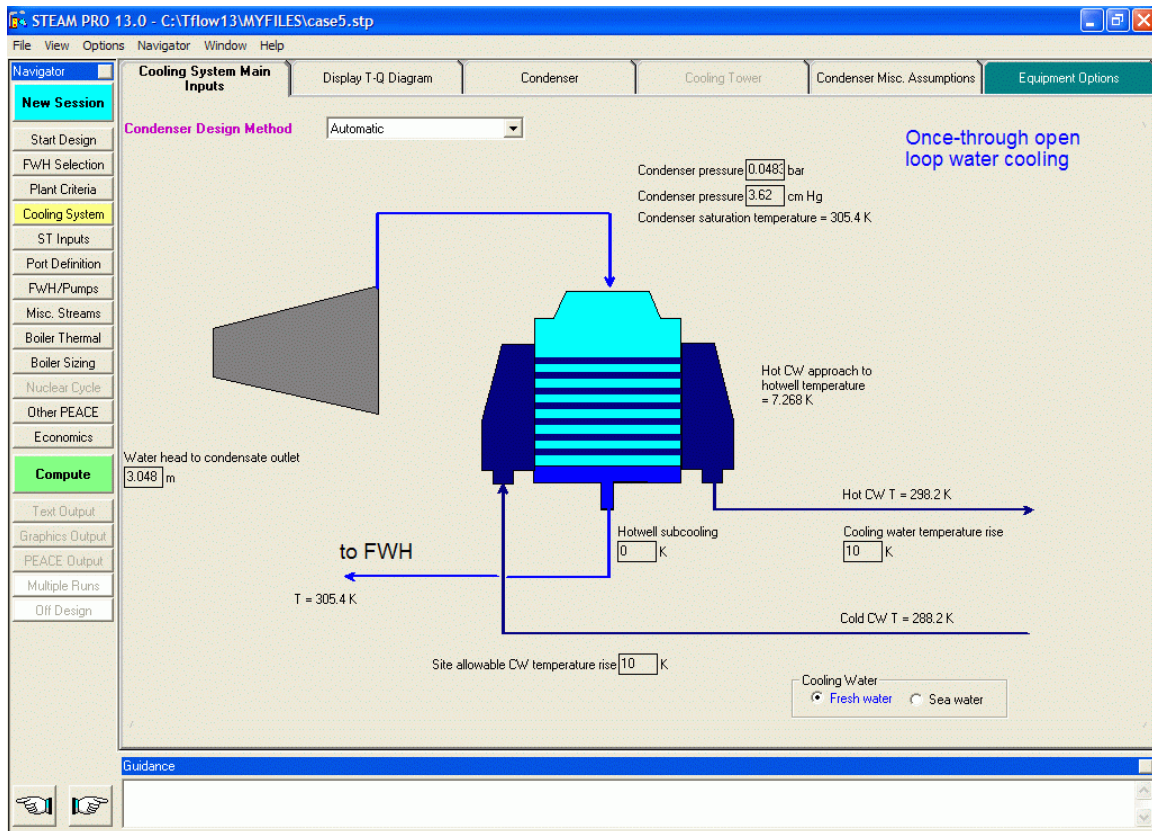 STEAM PRO 13.0 - C:\Tflow13\MYFILES\case5.stp
File View Options Navigator Window Help
Navigator
New Session
Start Design
FWH Selection
Plant Criteria
Cooling System
ST Inputs
Port Definition
FWH/Pumps
Misc. Streams
Boiler Thermal
Boiler Sizing
Nuclear Cycle
Other PEACE
Economics
Compute
Text Output
Graphics Output
PEACE Output
Multiple Runs
Off Design
Cooling System Main
Inputs
Display T-Q Diagram
Condenser
Cooling Tower
Condenser Misc. Assumptions
Equipment Options
Condenser Design Method
Automatic
Once-through open
loop water cooling
Condenser pressure 0.0483 bar
Condenser pressure 3.62 cm Hg
Condenser saturation temperature = 305.4 K
Hot CW approach to
hotwell temperature
= 7.268 K
Water head to condensate outlet
3.048 m
Hot CW T = 298.2 K
Hotwell subcooling
0 K
Cooling water temperature rise
10 K
to FWH
T = 305.4 K
Cold CW T = 288.2 K
Site allowable CW temperature rise 10 K
Cooling Water
Fresh water
Sea water
Guidance